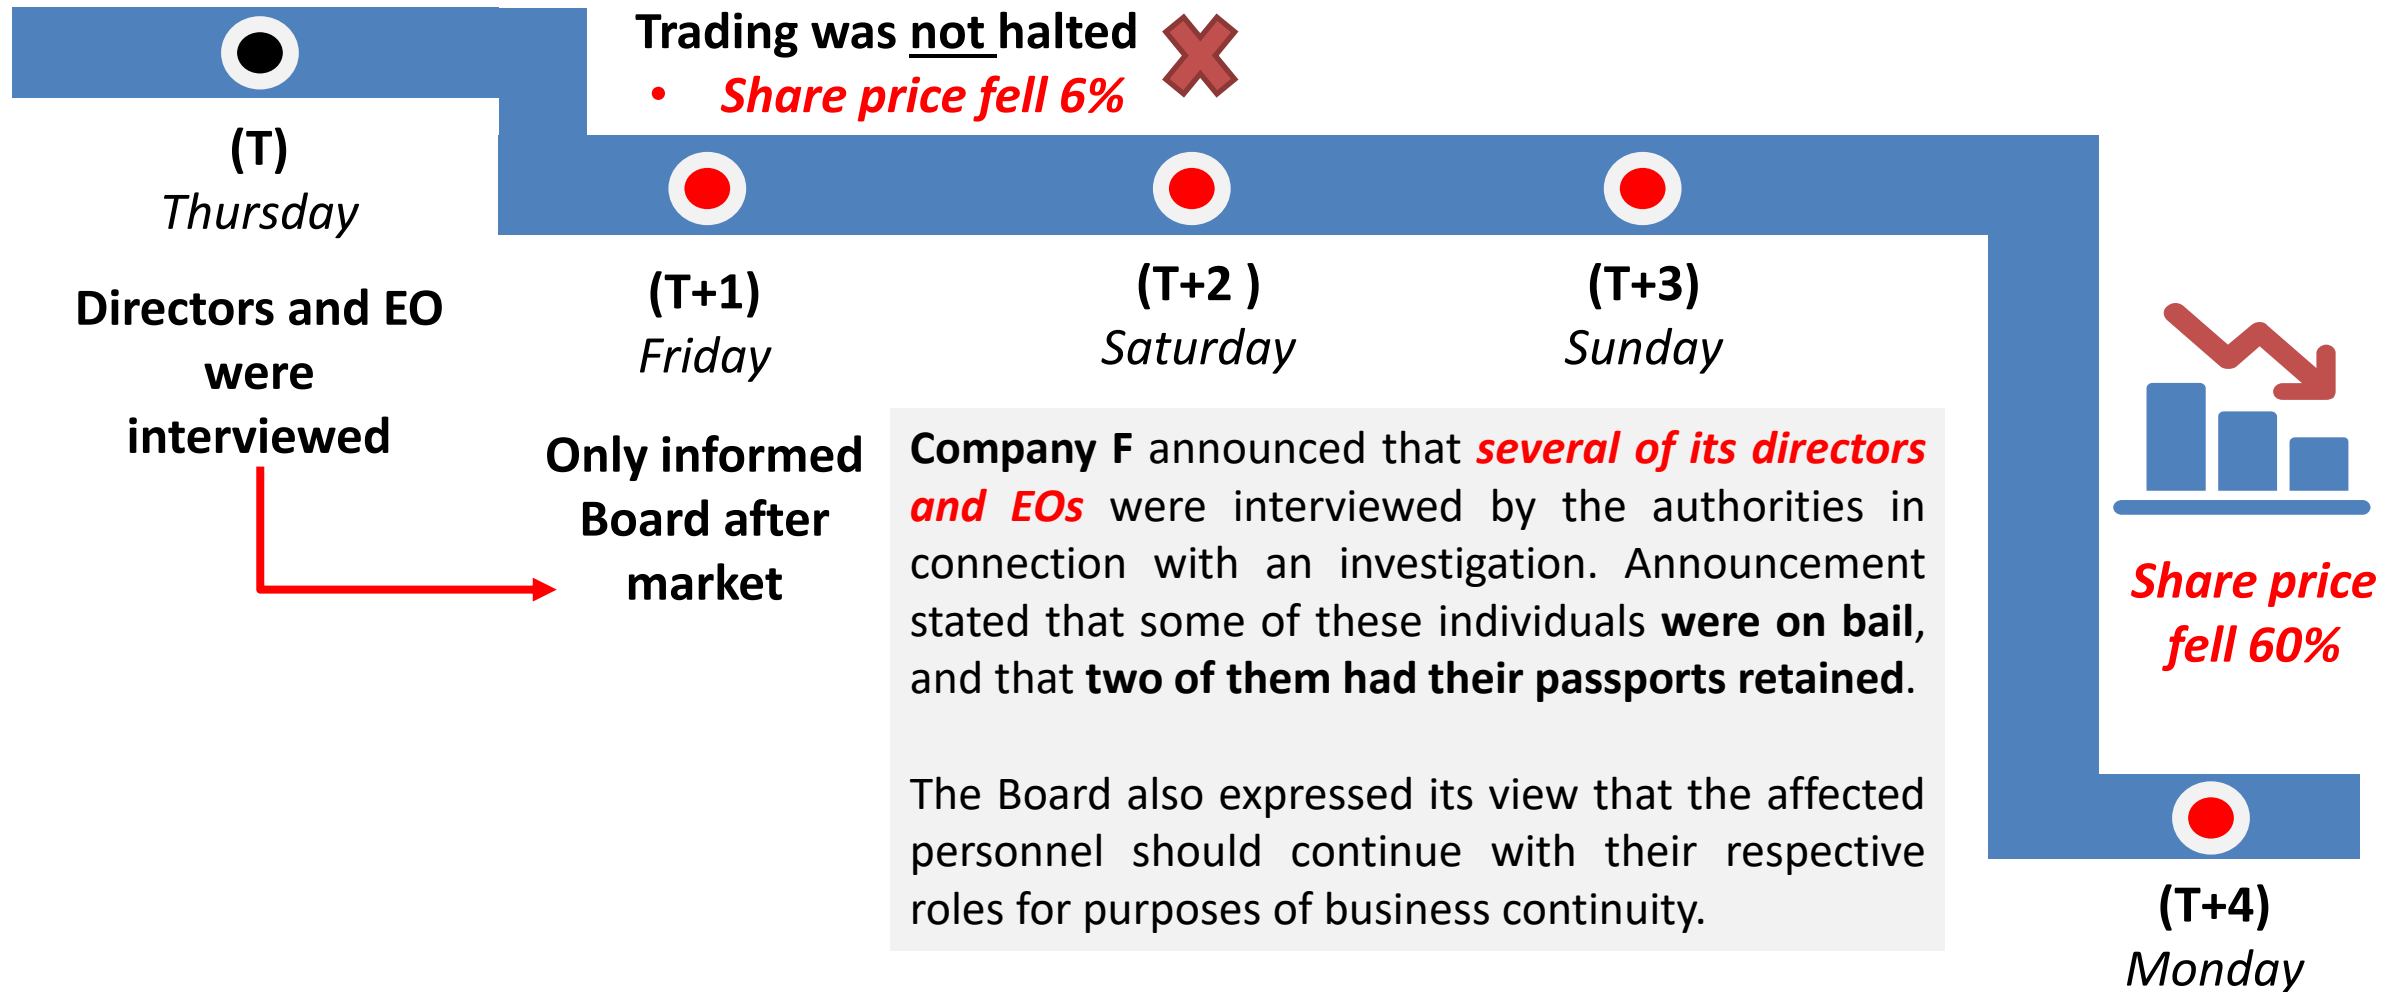 Trading was not halted
• Share price fell 6%
(T)
Thursday
Directors and EO
were
interviewed
(T+1)
Friday
Only informed
Board after
market
(T+2 )
Saturday
(T+3)
Sunday
Company F announced that several of its directors
and EOs were interviewed by the authorities in
connection with an investigation. Announcement
stated that some of these individuals were on bail,
and that two of them had their passports retained.
The Board also expressed its view that the affected
personnel should continue with their respective
roles for purposes of business continuity.
Share price
fell 60%
(T+4)
Monday